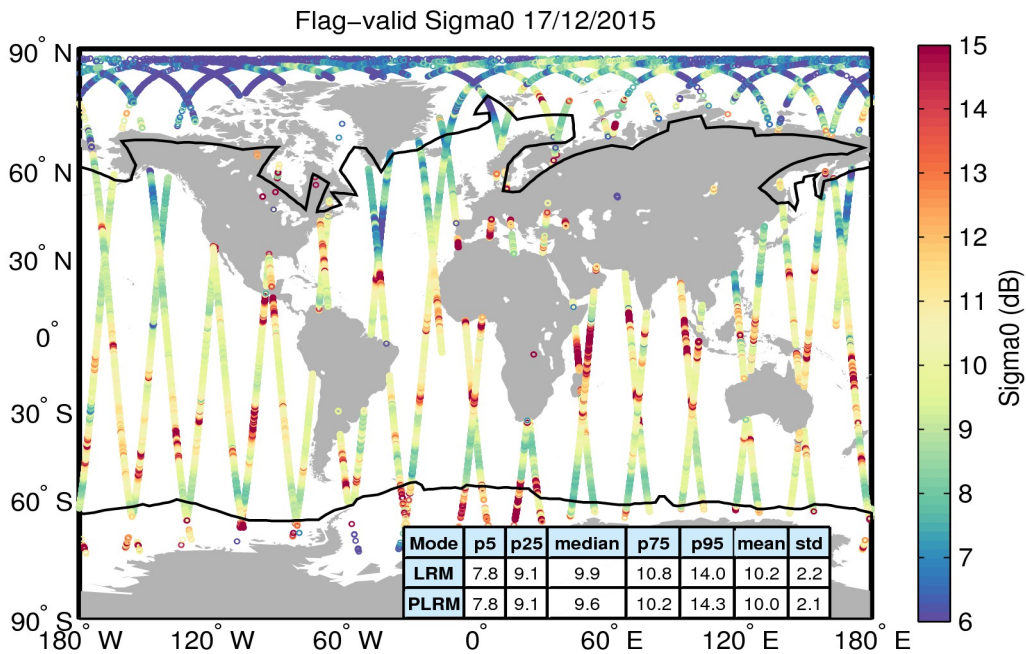 Flag−valid Sigma0 17/12/2015
90° N
60° N
30° N
0°
30° S
60° S
90° S
180° W
120° W
60° W
0°
60° E
120° E
180° E
15
14
13
12
11
10
9
8
7
6
Sigma0 (dB)
Mode p5 p25 median p75 p95 mean std
LRM 7.8 9.1 9.9 10.8 14.0 10.2 2.2
PLRM 7.8 9.1 9.6 10.2 14.3 10.0 2.1